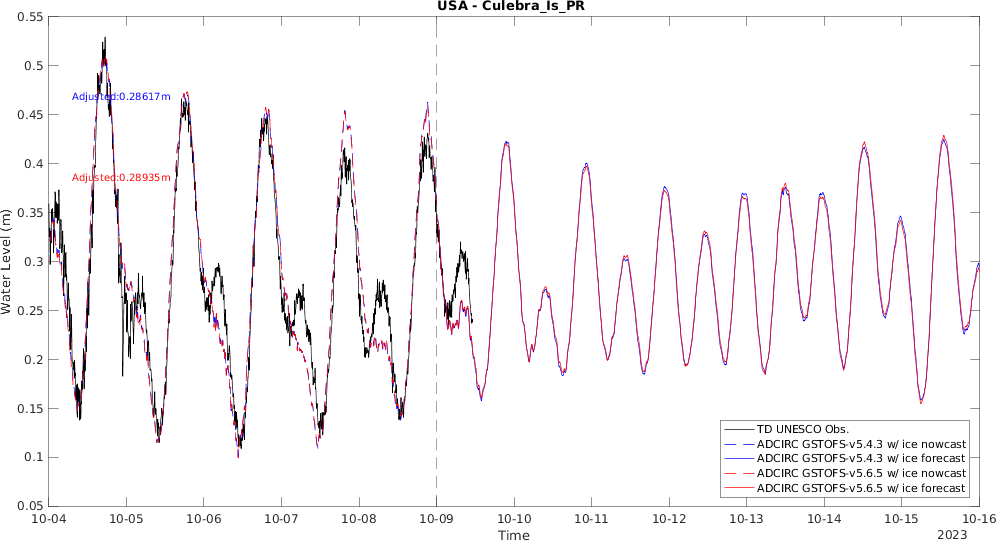 USA - Culebra_Is_PR
0.55
0.5
0.45
0.4
0.35
0.3
0.25
0.2
0.15
0.1
0.05
Water Level (m)
Adjusted:0.28617m
Adjusted:0.28935m
TD UNESCO Obs.
ADCIRC GSTOFS-v5.4.3 w/ ice nowcast
ADCIRC GSTOFS-v5.4.3 w/ ice forecast
ADCIRC GSTOFS-v5.6.5 w/ ice nowcast
ADCIRC GSTOFS-v5.6.5 w/ ice forecast
10-04 10-05 10-06 10-07 10-08 10-09 10-10 10-11 10-12 10-13 10-14 10-15 10-16
Time
2023